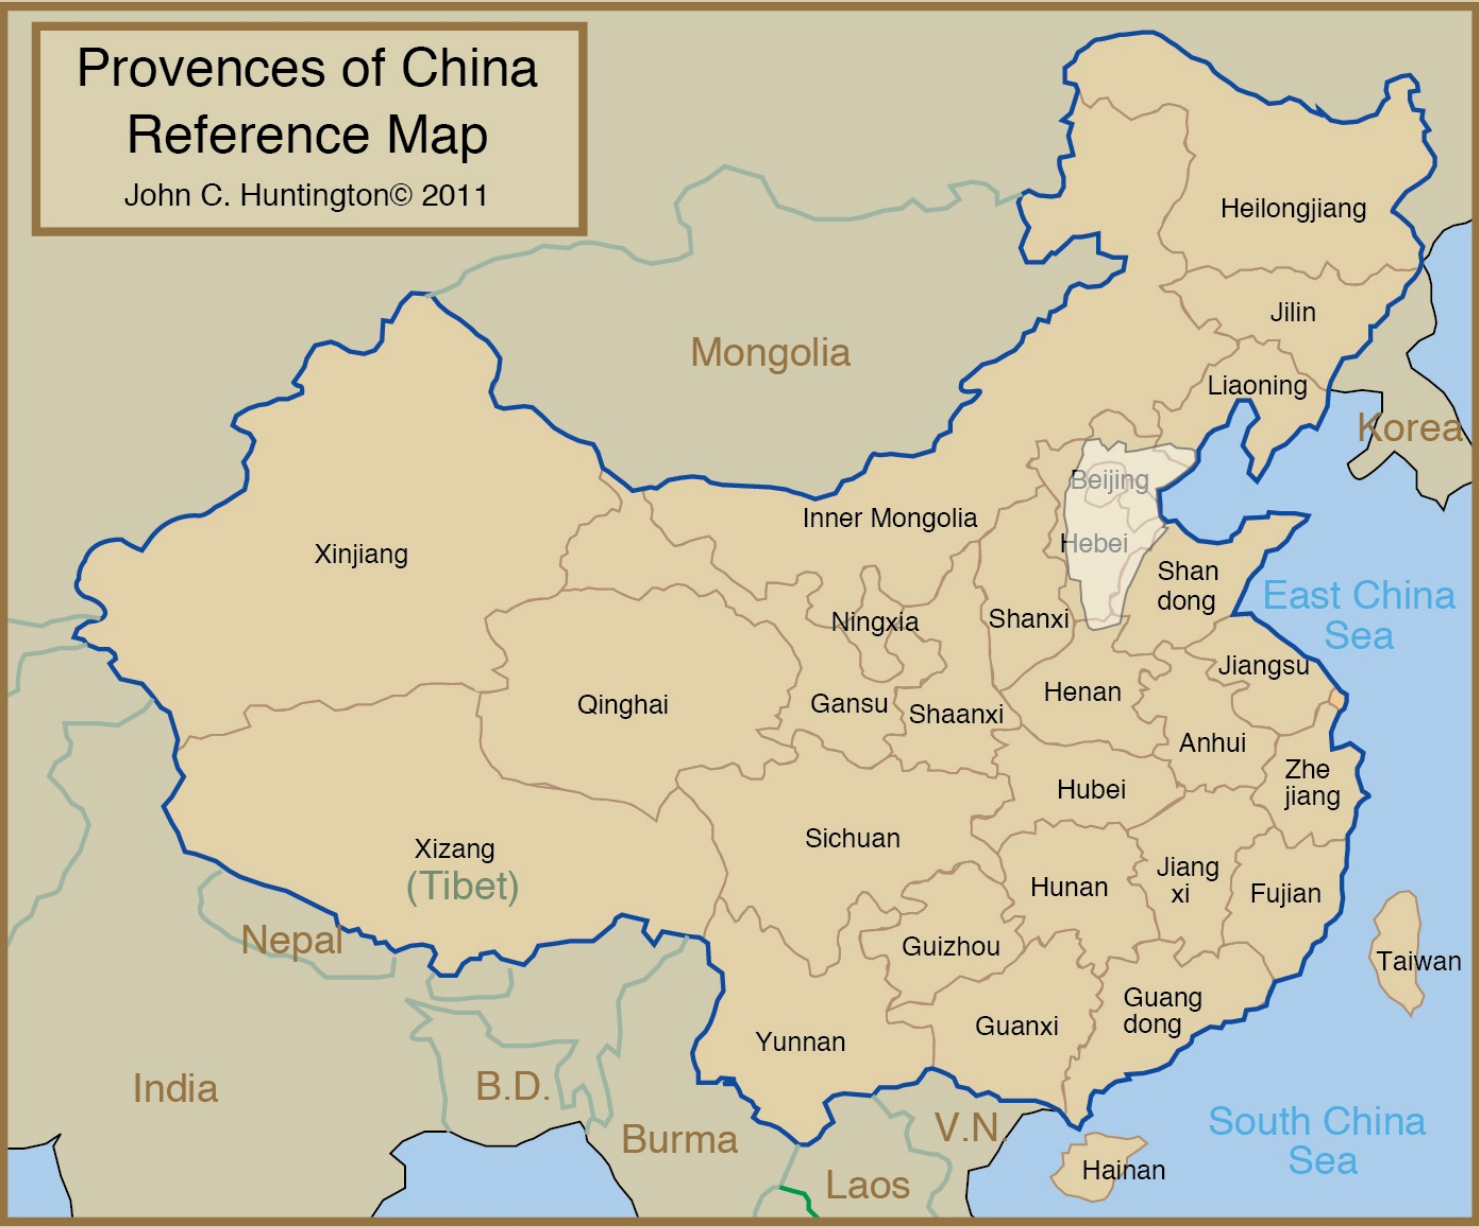 Provences of China
Reference Map
John C. Huntington© 2011
Heilongjiang
Jilin
Mongolia
Liaoning
Korea
Beijing
Inner Mongolia
Hebei
Xinjiang
Shan
dong
East China
Sea
Ningxia
Shanxi
Jiangsu
Qinghai
Gansu
Shaanxi
Henan
Anhui
Zhe
jiang
Hubei
Sichuan
Xizang
(Tibet)
Hunan
Jiang
xi
Fujian
Nepal
Guizhou
Taiwan
Guang
dong
Guanxi
Yunnan
India
B.D.
Burma
V.N.
South China
Sea
Laos
Hainan